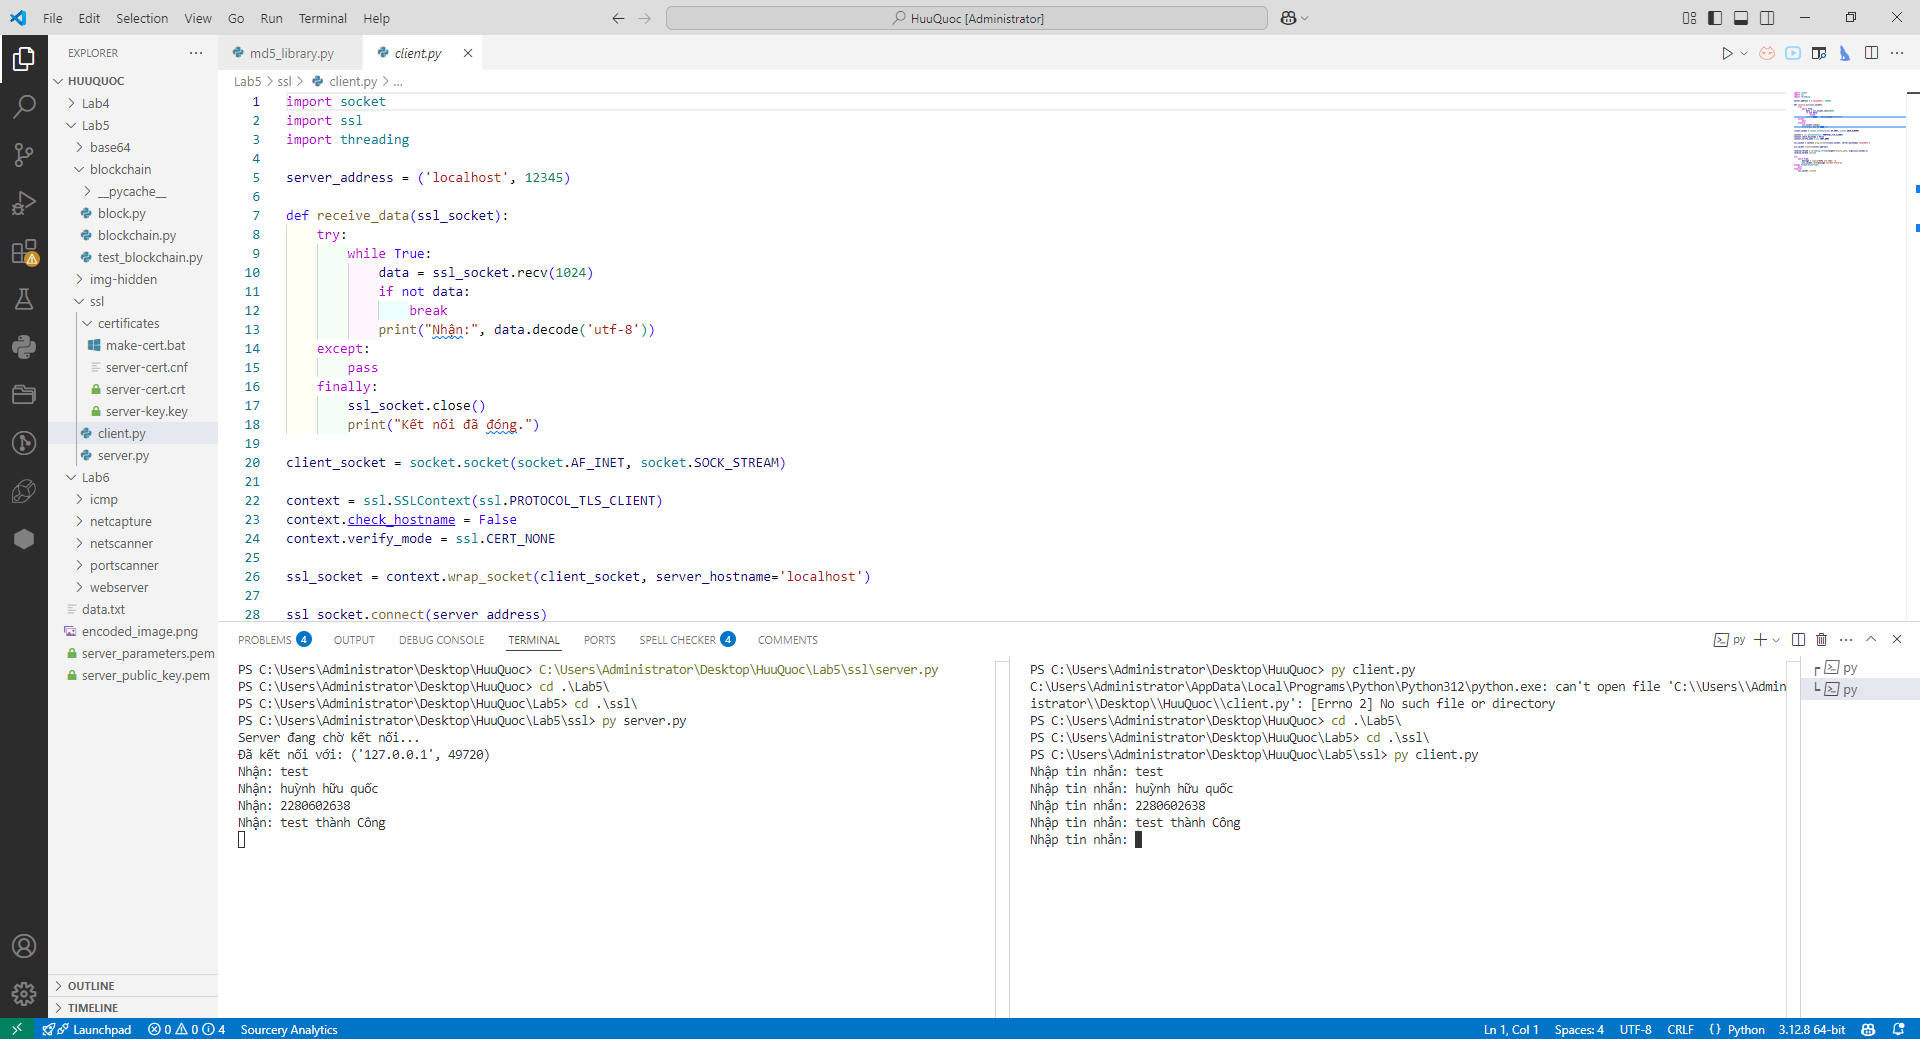 File Edit Selection View Go Run Terminal Help
HuuQuoc [Administrator]
EXPLORER
HUUQUOC
Lab4
Lab5
base64
blockchain
__pycache__
block.py
blockchain.py
test_blockchain.py
img-hidden
ssl
certificates
make-cert.bat
server-cert.cnf
server-cert.crt
server-key.key
client.py
server.py
Lab6
icmp
netcapture
netscanner
portscanner
webserver
data.txt
encoded_image.png
server_parameters.pem
server_public_key.pem
OUTLINE
TIMELINE
md5_library.py client.py
Lab5 > ssl > client.py > ...
1 import socket
2 import ssl
3 import threading
4
5 server_address = ('localhost', 12345)
6
7 def receive_data(ssl_socket):
8 try:
9 while True:
10 data = ssl_socket.recv(1024)
11 if not data:
12 break
13 print("Nhận:", data.decode('utf-8'))
14 except:
15 pass
16 finally:
17 ssl_socket.close()
18 print("Kết nối đã đóng.")
19
20 client_socket = socket.socket(socket.AF_INET, socket.SOCK_STREAM)
21
22 context = ssl.SSLContext(ssl.PROTOCOL_TLS_CLIENT)
23 context.check_hostname = False
24 context.verify_mode = ssl.CERT_NONE
25
26 ssl_socket = context.wrap_socket(client_socket, server_hostname='localhost')
27
28 ssl_socket.connect(server_address)
PROBLEMS 4 OUTPUT DEBUG CONSOLE TERMINAL PORTS SPELL CHECKER 4 COMMENTS
py
PS C:\Users\Administrator\Desktop\HuuQuoc> C:\Users\Administrator\Desktop\HuuQuoc\Lab5\ssl\server.py
PS C:\Users\Administrator\Desktop\HuuQuoc> cd .\Lab5\
PS C:\Users\Administrator\Desktop\HuuQuoc\Lab5> cd .\ssl\
PS C:\Users\Administrator\Desktop\HuuQuoc\Lab5\ssl> py server.py
Server đang chờ kết nối...
Đã kết nối với: ('127.0.0.1', 49720)
Nhận: test
Nhận: huỳnh hữu quốc
Nhận: 2280602638
Nhận: test thành Công
PS C:\Users\Administrator\Desktop\HuuQuoc> py client.py
C:\Users\Administrator\AppData\Local\Programs\Python\Python312\python.exe: can't open file 'C:\\Users\\Admin
istrator\\Desktop\\HuuQuoc\\client.py': [Errno 2] No such file or directory
PS C:\Users\Administrator\Desktop\HuuQuoc> cd .\Lab5\
PS C:\Users\Administrator\Desktop\HuuQuoc\Lab5> cd .\ssl\
PS C:\Users\Administrator\Desktop\HuuQuoc\Lab5\ssl> py client.py
Nhập tin nhắn: test
Nhập tin nhắn: huỳnh hữu quốc
Nhập tin nhắn: 2280602638
Nhập tin nhắn: test thành Công
Nhập tin nhắn:
py
py
Launchpad 0 0 4 Sourcery Analytics
Ln 1, Col 1 Spaces: 4 UTF-8 CRLF {} Python 3.12.8 64-bit